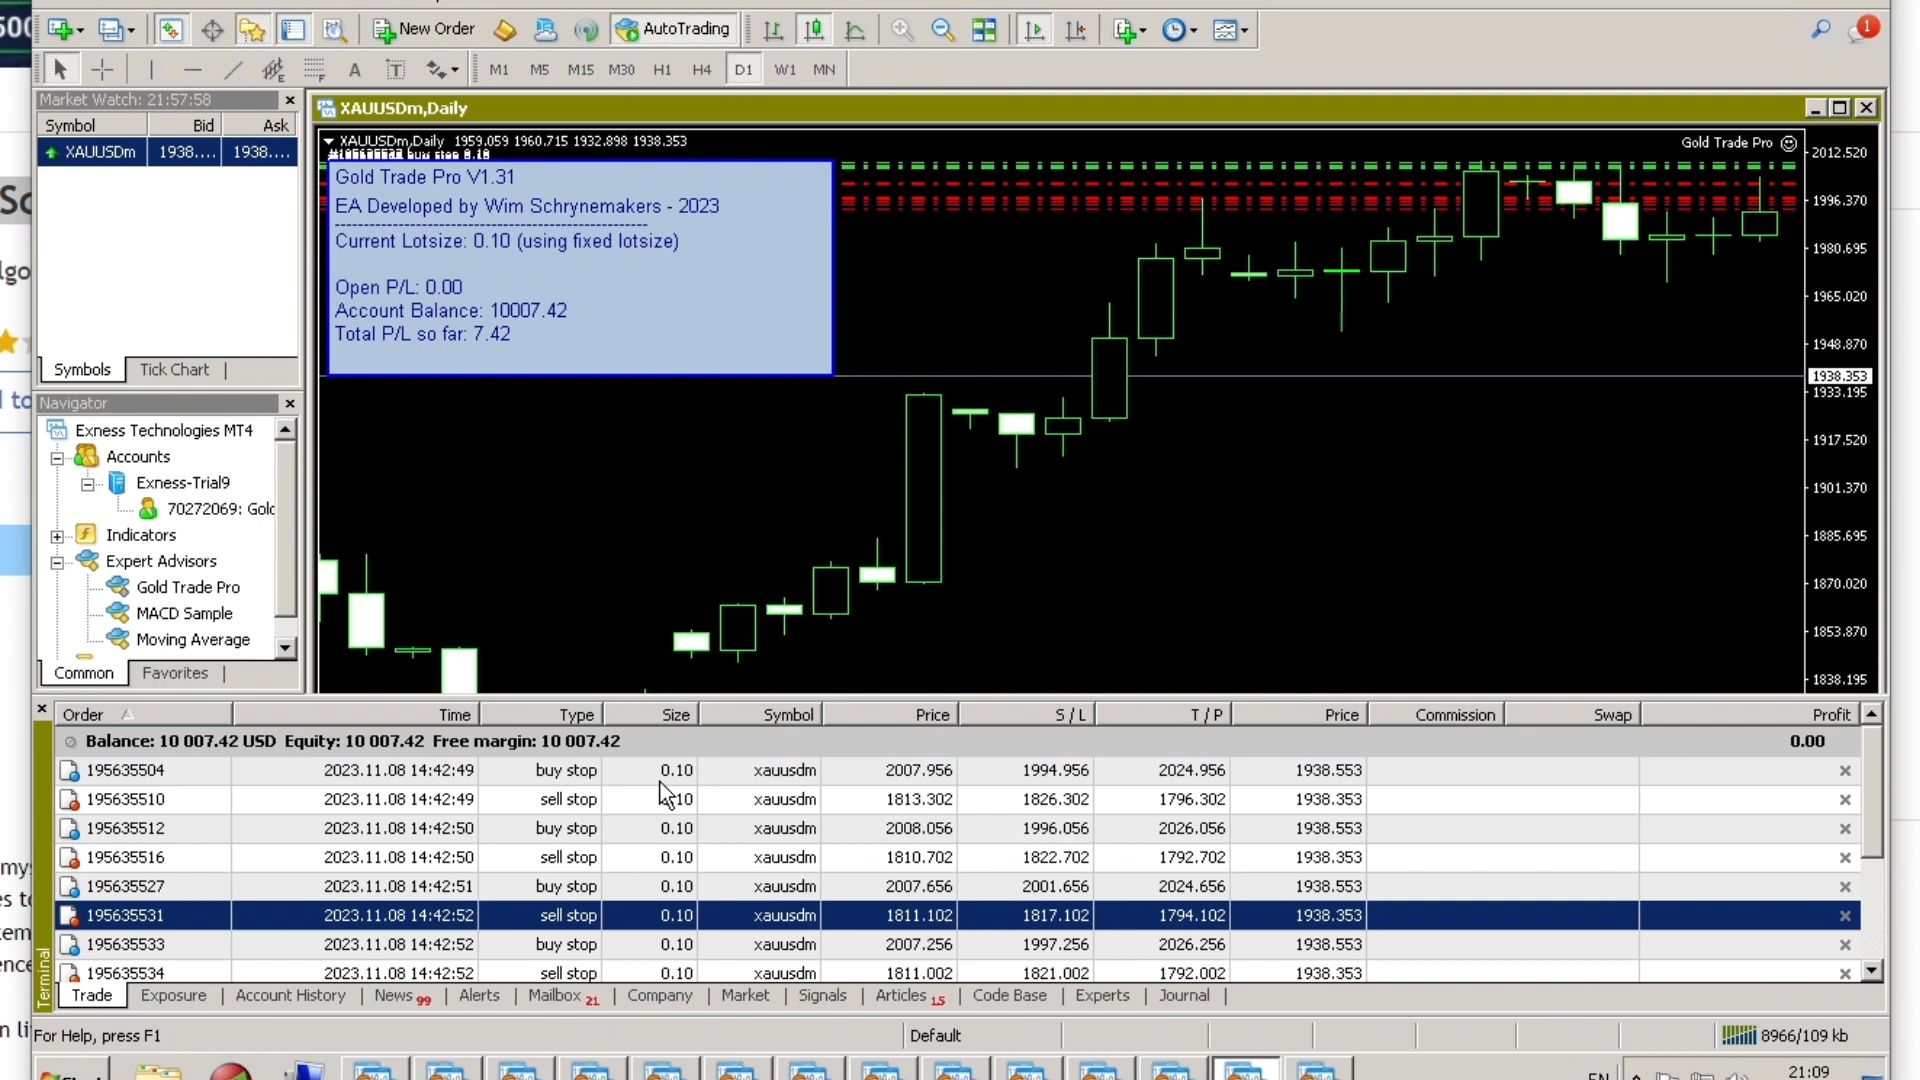 500
New Order
AutoTrading
1
A
T
M1 M5 M15 M30 H1 H4 D1 W1 MN
Market Watch: 21:57:58
Symbol Bid Ask
XAUUSDm 1938.... 1938....
Symbols Tick Chart
Navigator
Exness Technologies MT4
Accounts
Exness-Trial9
70272069: Gold
Indicators
Expert Advisors
Gold Trade Pro
MACD Sample
Moving Average
Common Favorites
XAUUSDm,Daily
XAUUSDm,Daily 1959.059 1960.715 1932.898 1938.353
buy stop 0.10
Gold Trade Pro
Gold Trade Pro V1.31
EA Developed by Wim Schrynemakers - 2023
Current Lotsize: 0.10 (using fixed lotsize)
Open P/L: 0.00
Account Balance: 10007.42
Total P/L so far: 7.42
2012.520
1996.370
1980.695
1965.020
1948.870
1938.353
1933.195
1917.520
1901.370
1885.695
1870.020
1853.870
1838.195
Order Time Type Size Symbol Price S / L T / P Price Commission Swap Profit
Balance: 10 007.42 USD Equity: 10 007.42 Free margin: 10 007.42 0.00
195635504 2023.11.08 14:42:49 buy stop 0.10 xauusdm 2007.956 1994.956 2024.956 1938.553
195635510 2023.11.08 14:42:49 sell stop 10 xauusdm 1813.302 1826.302 1796.302 1938.353
195635512 2023.11.08 14:42:50 buy stop 0.10 xauusdm 2008.056 1996.056 2026.056 1938.553
195635516 2023.11.08 14:42:50 sell stop 0.10 xauusdm 1810.702 1822.702 1792.702 1938.353
195635527 2023.11.08 14:42:51 buy stop 0.10 xauusdm 2007.656 2001.656 2024.656 1938.553
195635531 2023.11.08 14:42:52 sell stop 0.10 xauusdm 1811.102 1817.102 1794.102 1938.353
195635533 2023.11.08 14:42:52 buy stop 0.10 xauusdm 2007.256 1997.256 2026.256 1938.553
195635534 2023.11.08 14:42:52 sell stop 0.10 xauusdm 1811.002 1821.002 1792.002 1938.353
Terminal
Trade Exposure Account History News 99 Alerts Mailbox 21 Company Market Signals Articles 15 Code Base Experts Journal
For Help, press F1 Default 8966/109 kb
EN 21:09